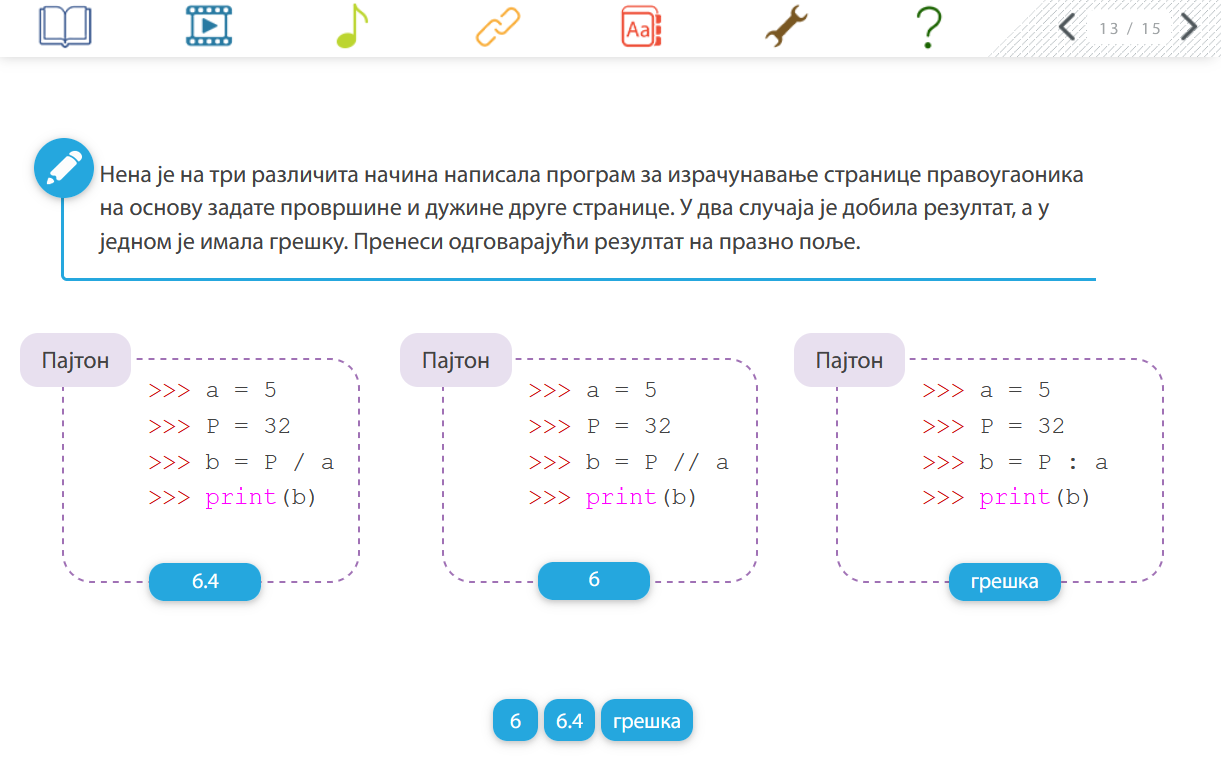 Aa
13 / 15
Нена је на три различита начина написала програм за израчунавање странице правоугаоника
на основу задате провршине и дужине друге странице. У два случаја је добила резултат, а у
једном је имала грешку. Пренеси одговарајући резултат на празно поље.
Пајтон
>>> a = 5
>>> P = 32
>>> b = P / a
>>> print(b)
6.4
Пајтон
>>> a = 5
>>> P = 32
>>> b = P // a
>>> print(b)
6
Пајтон
>>> a = 5
>>> P = 32
>>> b = P : a
>>> print(b)
грешка
6 6.4 грешка